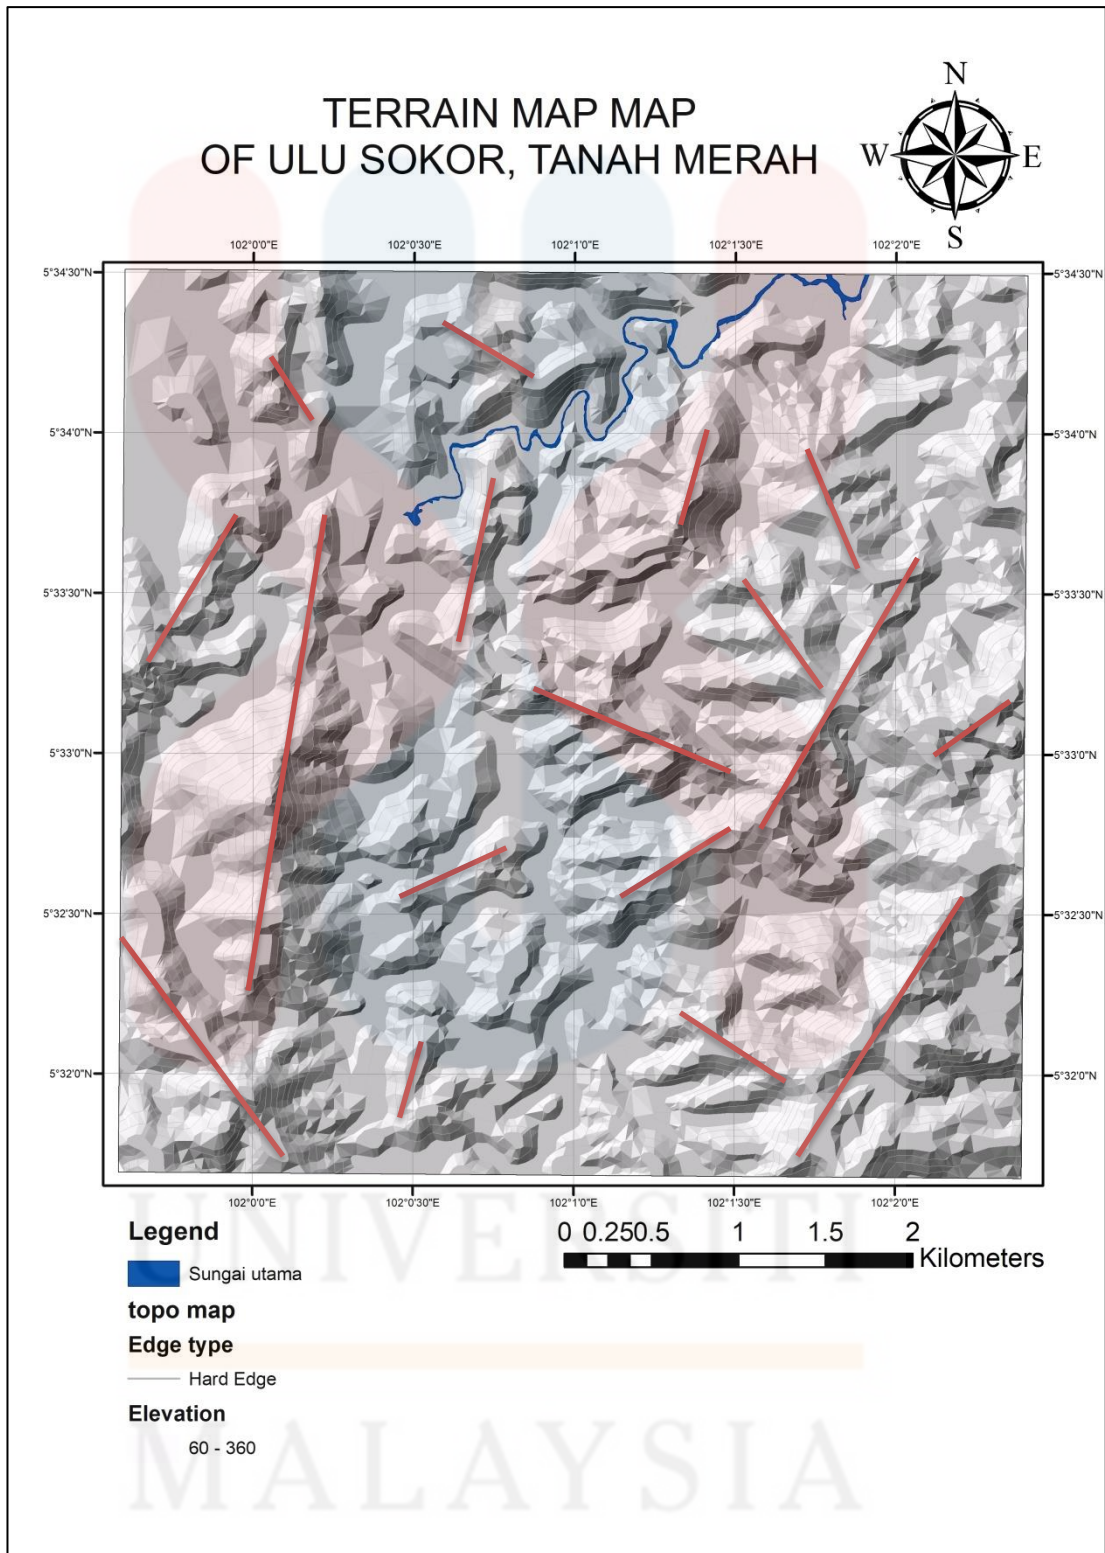 TERRAIN MAP MAP
OF ULU SOKOR, TANAH MERAH
N
W E
S
102°0'0"E 102°0'30"E 102°1'0"E 102°1'30"E 102°2'0"E
5°34'30"N 5°34'30"N
5°34'0"N 5°34'0"N
5°33'30"N 5°33'30"N
5°33'0"N 5°33'0"N
5°32'30"N 5°32'30"N
5°32'0"N 5°32'0"N
102°0'0"E 102°0'30"E 102°1'0"E 102°1'30"E 102°2'0"E
Legend
Sungai utama
topo map
Edge type
Hard Edge
Elevation
60 - 360
0 0.250.5 1 1.5 2
Kilometers
UNIVERSITI
MALAYSIA